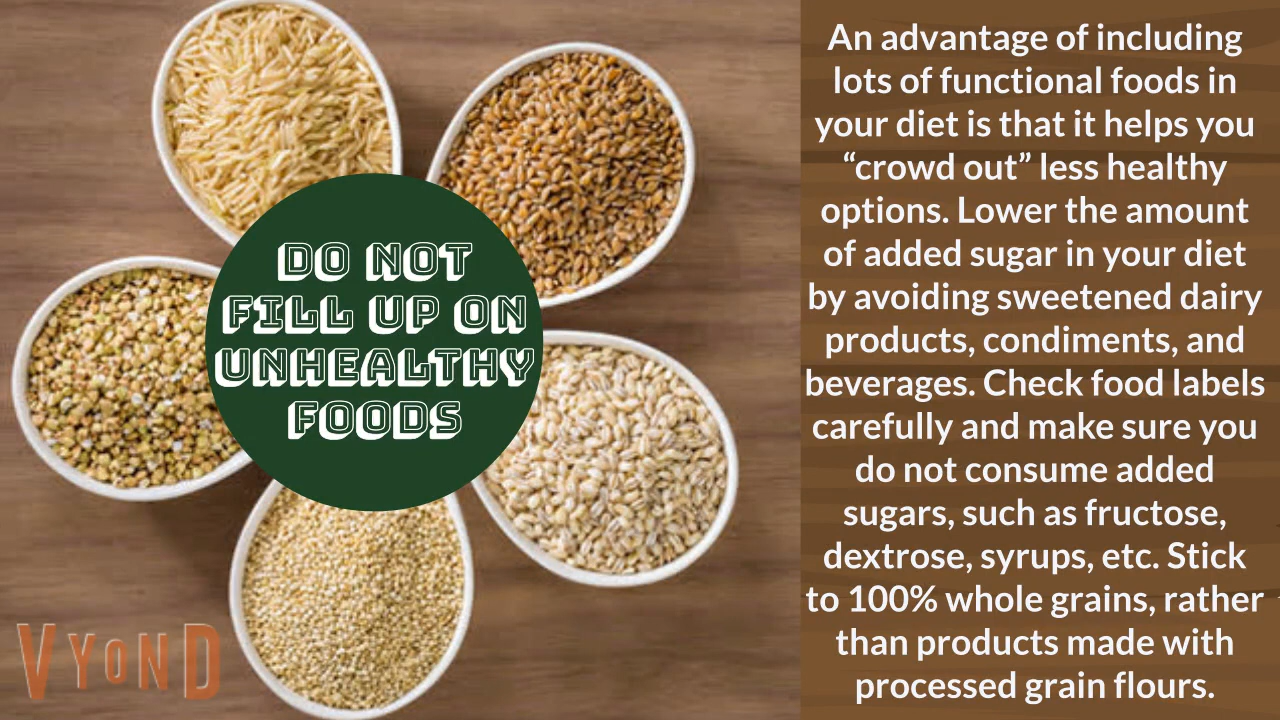 DO NOT
FILL UP ON
UNHEALTHY
FOODS
An advantage of including
lots of functional foods in
your diet is that it helps you
“crowd out” less healthy
options. Lower the amount
of added sugar in your diet
by avoiding sweetened dairy
products, condiments, and
beverages. Check food labels
carefully and make sure you
do not consume added
sugars, such as fructose,
dextrose, syrups, etc. Stick
to 100% whole grains, rather
than products made with
processed grain flours.
VYOND